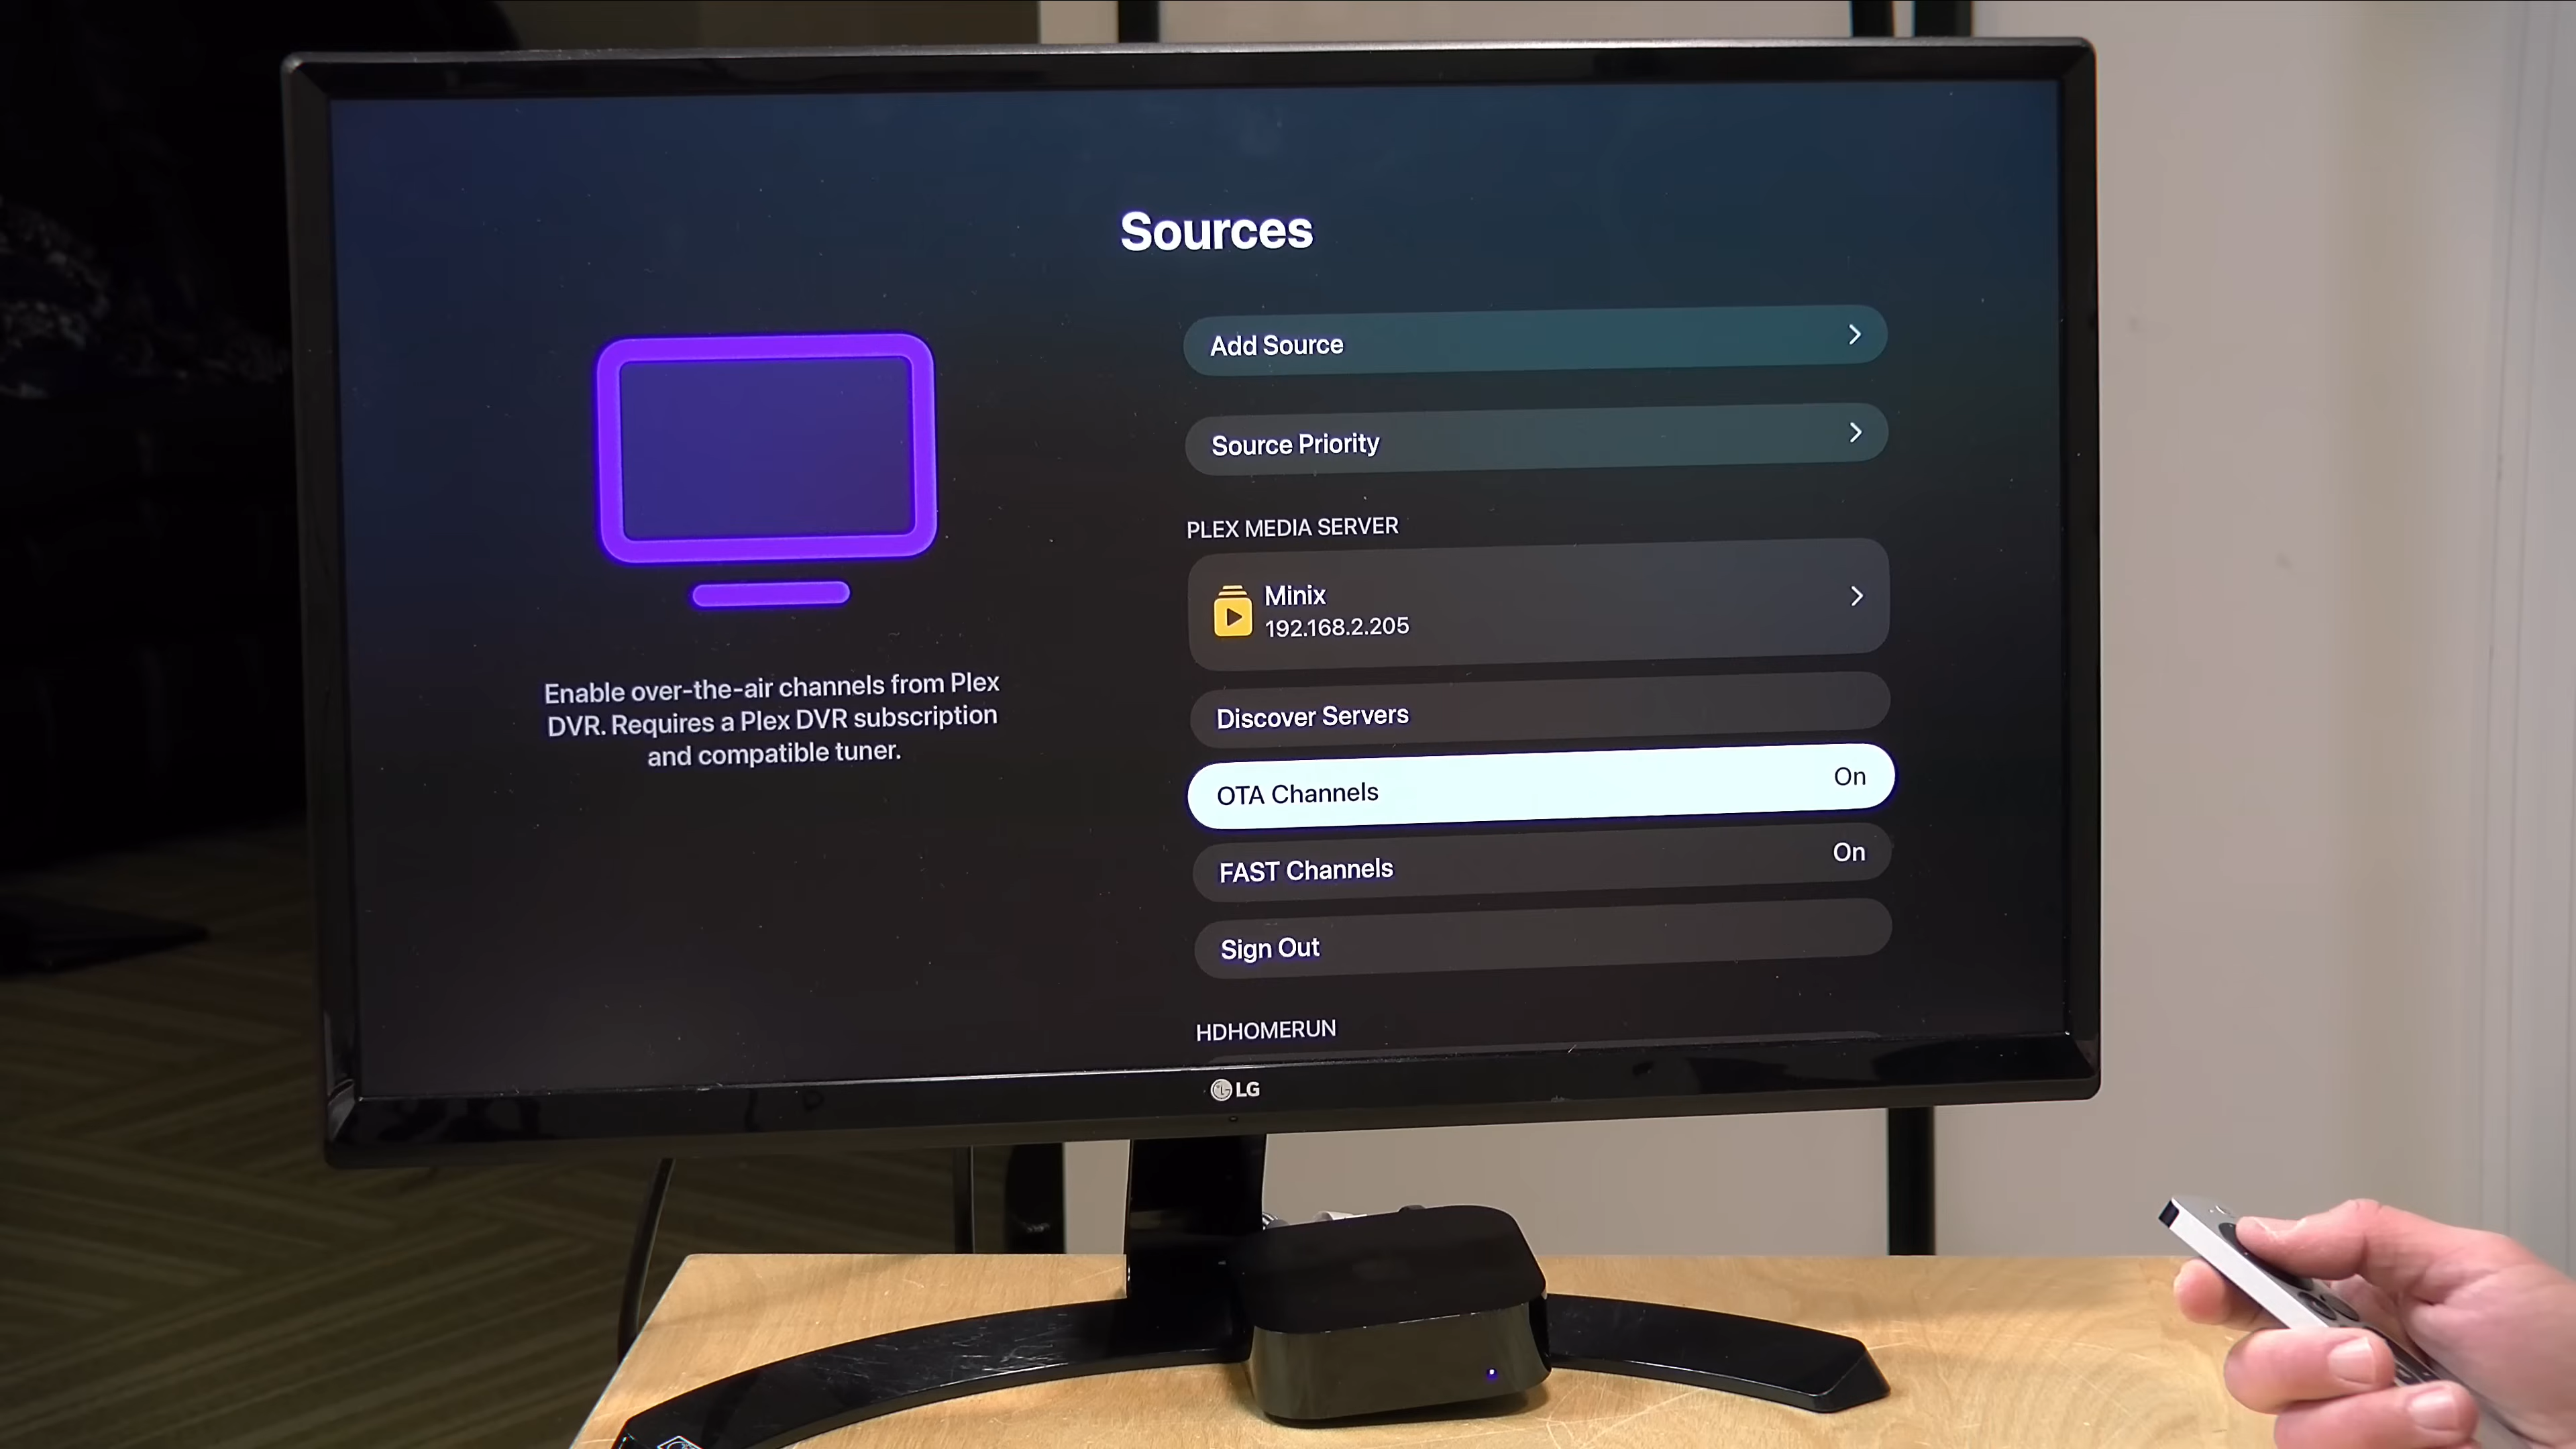 Sources
Add Source
Source Priority
PLEX MEDIA SERVER
Minix
192.168.2.205
Discover Servers
OTA Channels On
FAST Channels On
Sign Out
HDHOMERUN
Enable over-the-air channels from Plex
DVR. Requires a Plex DVR subscription
and compatible tuner.
LG